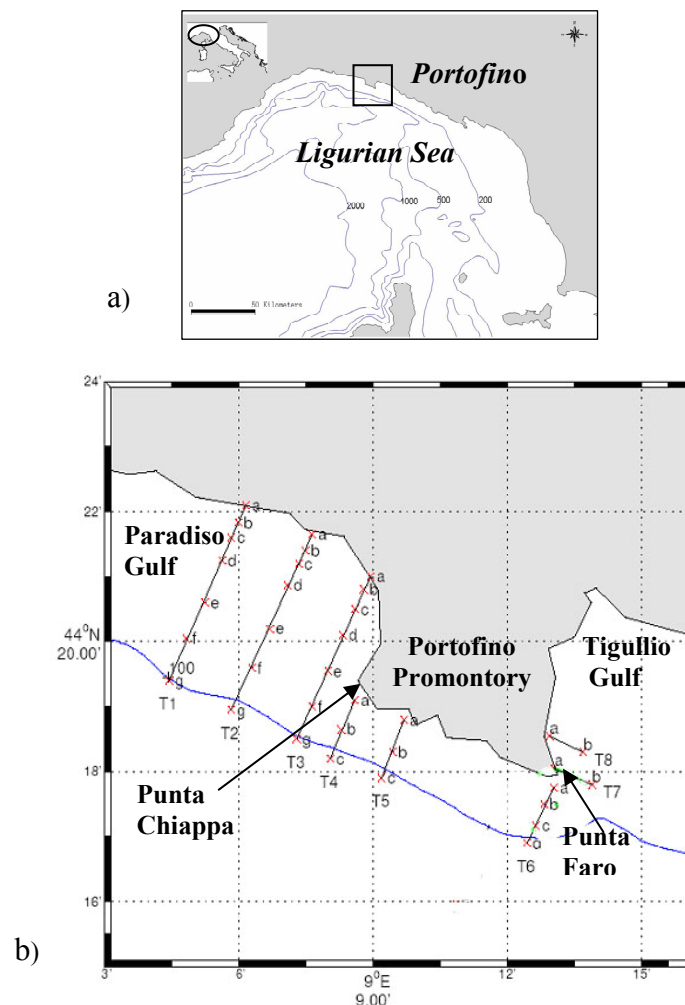 Portofino
Ligurian Sea
2000
1000
500
200
0
50 Kilometers
a)
24'
22'
a
b
c
d
e
f
100
g
T1
a
b
c
d
e
f
g
T2
a
b
c
d
e
f
g
T3
Paradiso
Gulf
44°N
20.00'
Portofino
Promontory
Tigullio
Gulf
a
b
c
T4
a
b
c
T5
a
b
T8
a
b
T7
a
b
c
d
T6
18'
Punta
Chiappa
Punta
Faro
16'
b)
3'
6'
9°E
9.00'
12'
15'